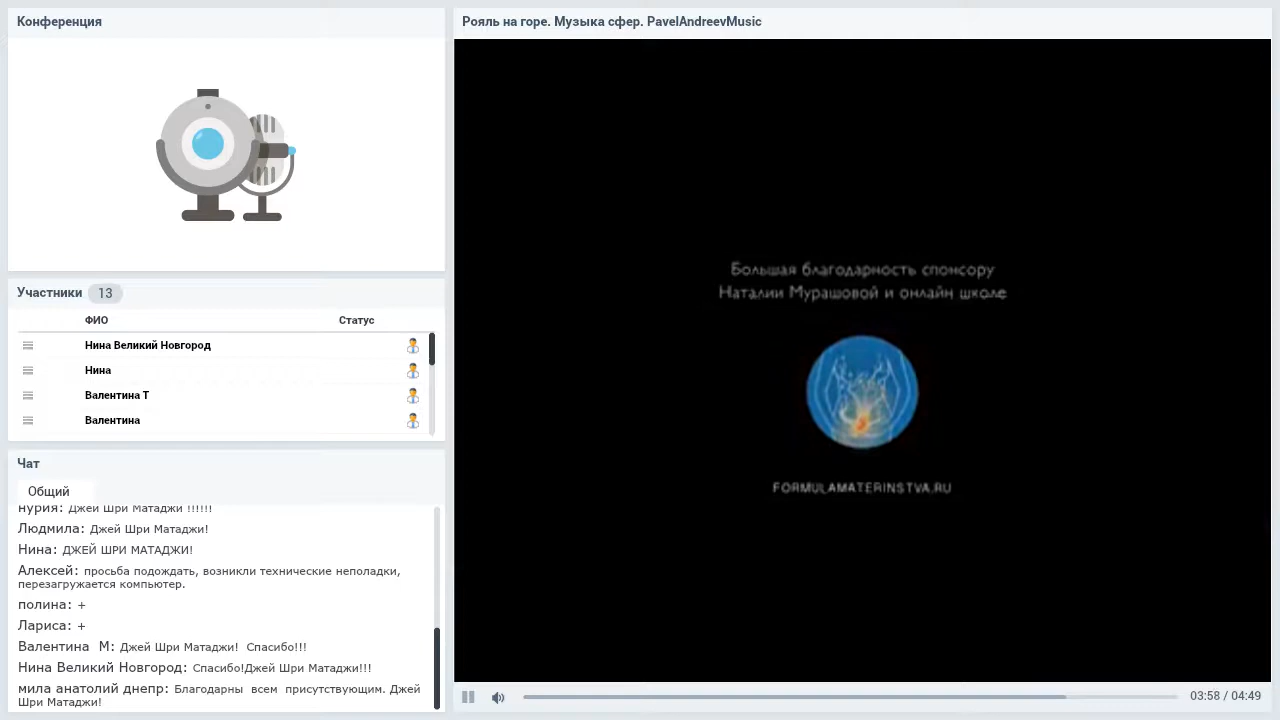 Конференция
Рояль на горе. Музыка сфер. PavelAndreevMusic
Большая благодарность спонсору
Наталии Мурашовой и онлайн школе
FORMULAMATERINSTVA.RU
03:58 / 04:49
Участники 13
ФИО Статус
Нина Великий Новгород
Нина
Валентина Т
Валентина
Чат
Общий
нурия: Джей Шри Матаджи !!!!!!
Людмила: Джей Шри Матаджи!
Нина: ДЖЕЙ ШРИ МАТАДЖИ!
Алексей: просьба подождать, возникли технические неполадки,
перезагружается компьютер.
полина: +
Лариса: +
Валентина М: Джей Шри Матаджи! Спасибо!!!
Нина Великий Новгород: Спасибо!Джей Шри Матаджи!!!
мила анатолий днепр: Благодарны всем присутствующим. Джей
Шри Матаджи!